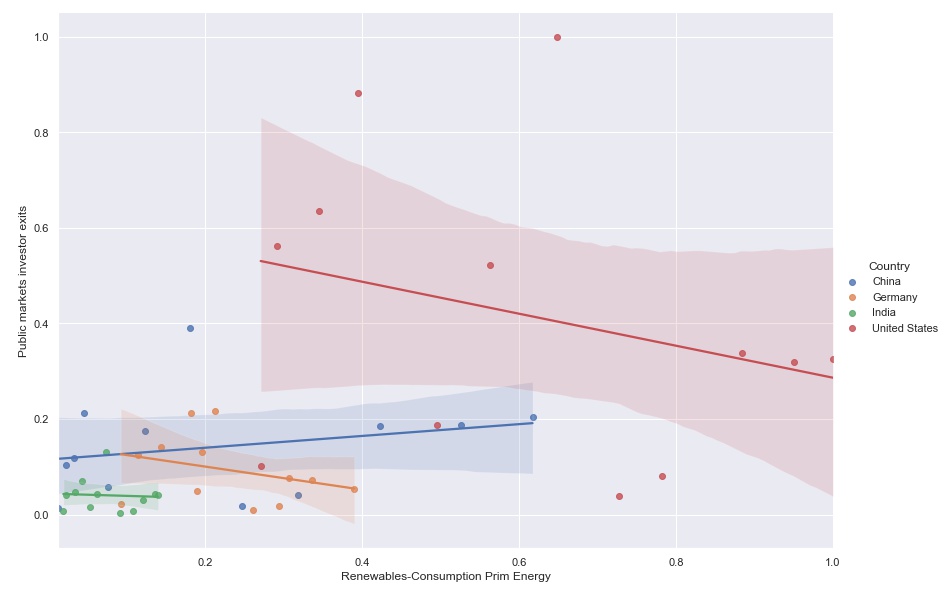 1.0
0.8
0.6
0.4
0.2
0.0
Public markets investor exits
0.2
0.4
0.6
0.8
1.0
Renewables-Consumption Prim Energy
Country
China
Germany
India
United States